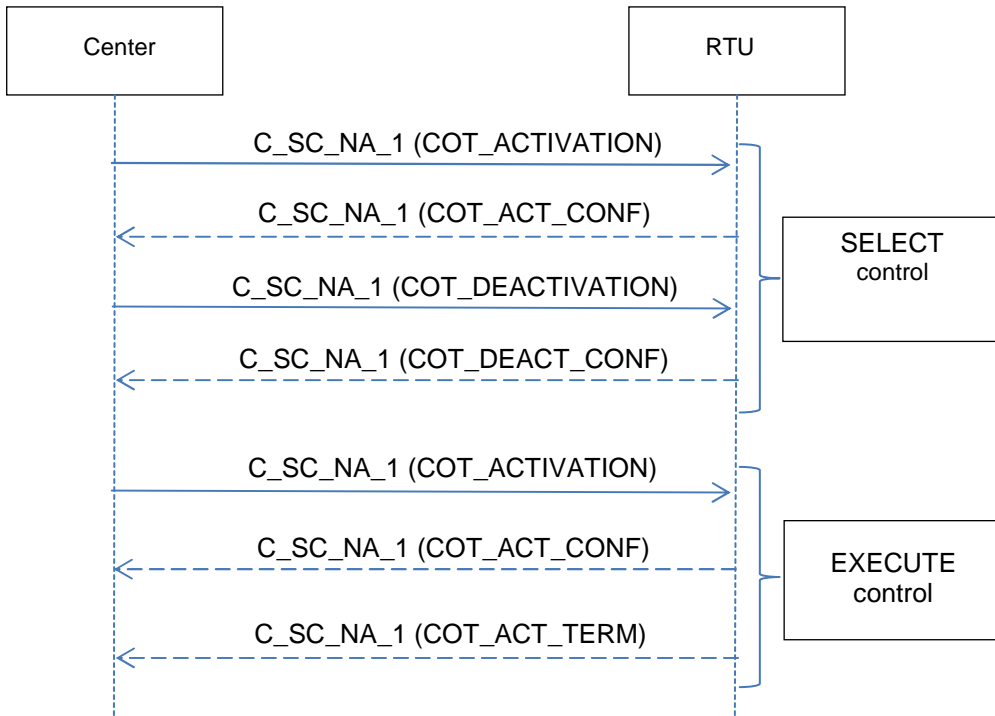 Center
RTU
C_SC_NA_1 (COT_ACTIVATION)
C_SC_NA_1 (COT_ACT_CONF)
SELECT
control
C_SC_NA_1 (COT_DEACTIVATION)
C_SC_NA_1 (COT_DEACT_CONF)
C_SC_NA_1 (COT_ACTIVATION)
C_SC_NA_1 (COT_ACT_CONF)
EXECUTE
control
C_SC_NA_1 (COT_ACT_TERM)